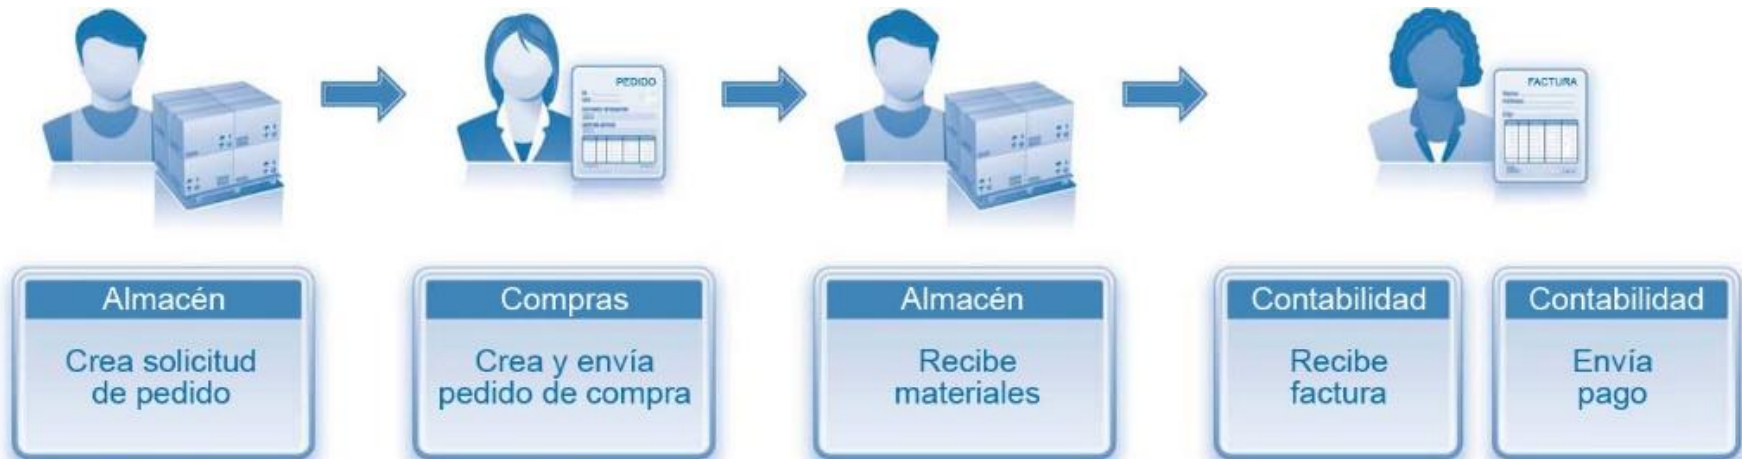 PEDIDO
FACTURA
Almacén
Crea solicitud
de pedido
Compras
Crea y envía
pedido de compra
Almacén
Recibe
materiales
Contabilidad
Recibe
factura
Contabilidad
Envía
pago